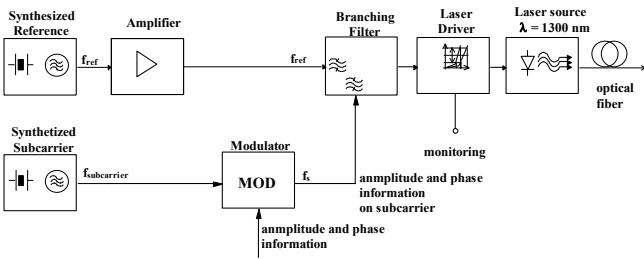 Synthesized
Reference
Amplifier
Branching
Filter
Laser
Driver
Laser source
λ = 1300 nm
fref
fref
optical
fiber
Synthetized
Subcarrier
Modulator
monitoring
fsubcarrier
MOD
fs
anmplitude and phase
information
on subcarrier
anmplitude and phase
information